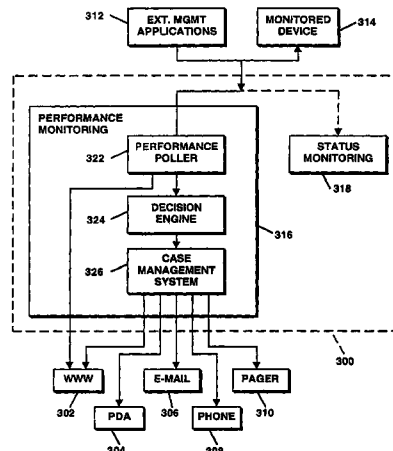 312
EXT. MGMT
APPLICATIONS
MONITORED
DEVICE
314
PERFORMANCE
MONITORING
322
PERFORMANCE
POLLER
STATUS
MONITORING
318
324
DECISION
ENGINE
316
326
CASE
MANAGEMENT
SYSTEM
300
WWW
302
E-MAIL
306
PAGER
310
PDA
304
PHONE
308